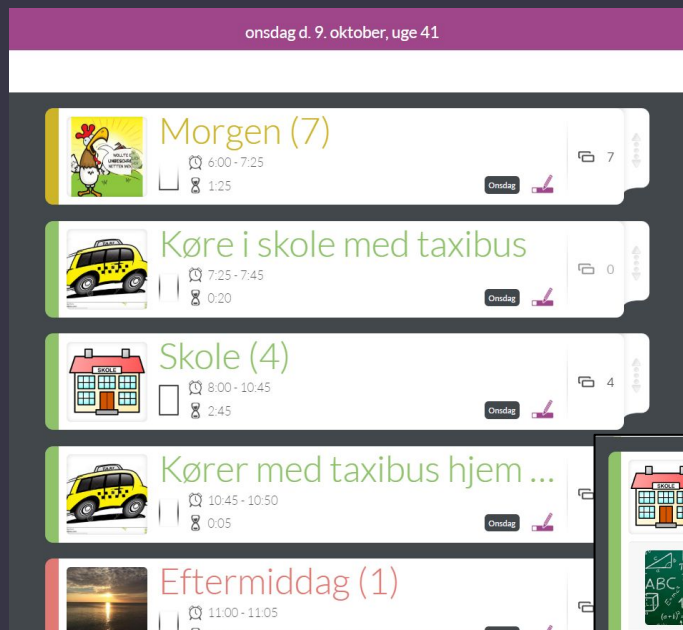 onsdag d. 9. oktober, uge 41
Morgen (7)
6:00 - 7:25
1:25
Onsdag
7
Køre i skole med taxibus
7:25 - 7:45
0:20
Onsdag
0
SKOLE
Skole (4)
8:00 - 10:45
2:45
Onsdag
4
Kører med taxibus hjem ...
10:45 - 10:50
0:05
Onsdag
SKOLE
ABC
Eftermiddag (1)
11:00 - 11:05